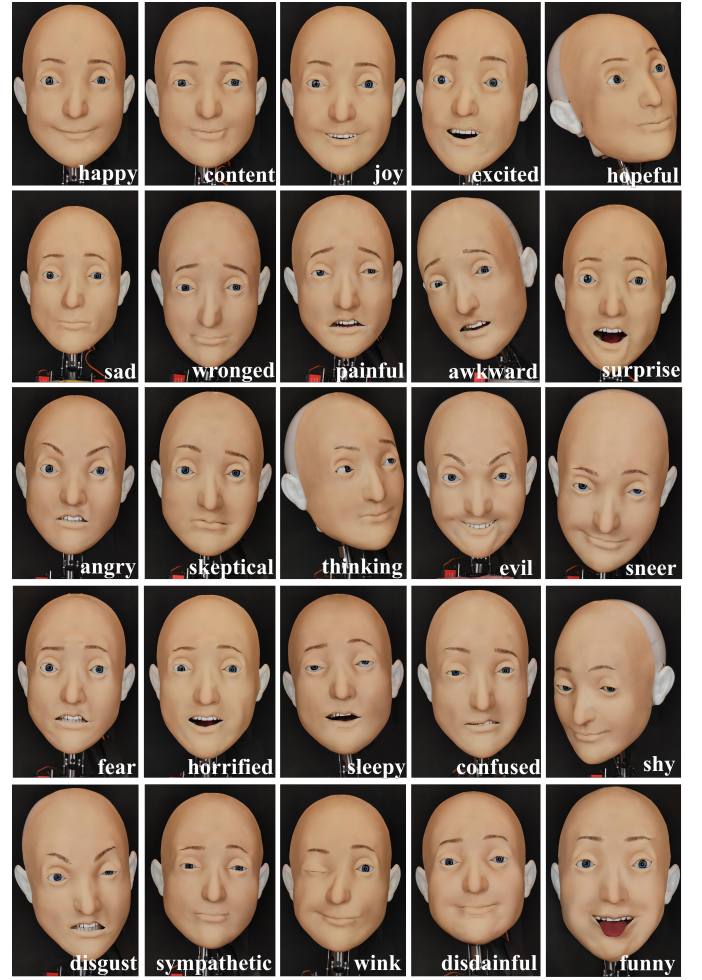 happy
content
joy
excited
hopeful
sad
wronged
painful
awkward
surprise
angry
skeptical
thinking
evil
sneer
fear
horrified
sleepy
confused
shy
disgust
sympathetic
wink
disdainful
funny